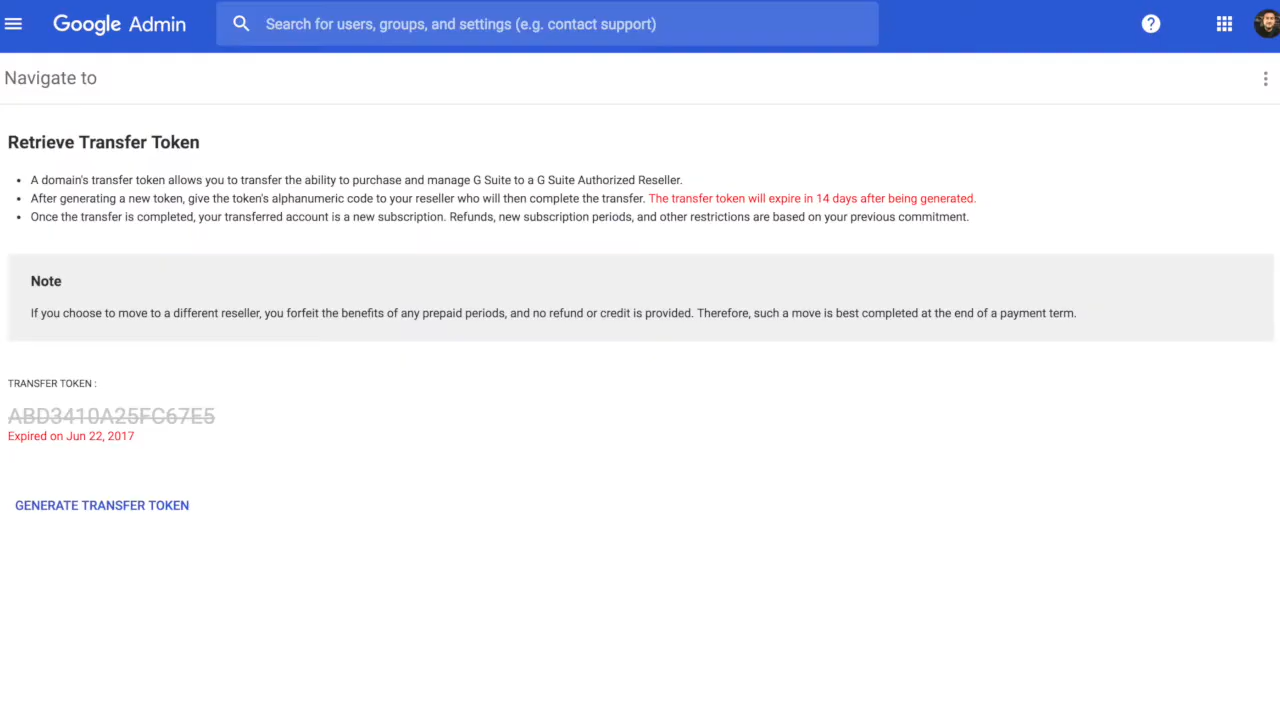 Google Admin
Search for users, groups, and settings (e.g. contact support)
Navigate to
Retrieve Transfer Token
A domain's transfer token allows you to transfer the ability to purchase and manage G Suite to a G Suite Authorized Reseller.
After generating a new token, give the token's alphanumeric code to your reseller who will then complete the transfer. The transfer token will expire in 14 days after being generated.
Once the transfer is completed, your transferred account is a new subscription. Refunds, new subscription periods, and other restrictions are based on your previous commitment.
Note
If you choose to move to a different reseller, you forfeit the benefits of any prepaid periods, and no refund or credit is provided. Therefore, such a move is best completed at the end of a payment term.
TRANSFER TOKEN :
ABD3410A25FC67E5
Expired on Jun 22, 2017
GENERATE TRANSFER TOKEN